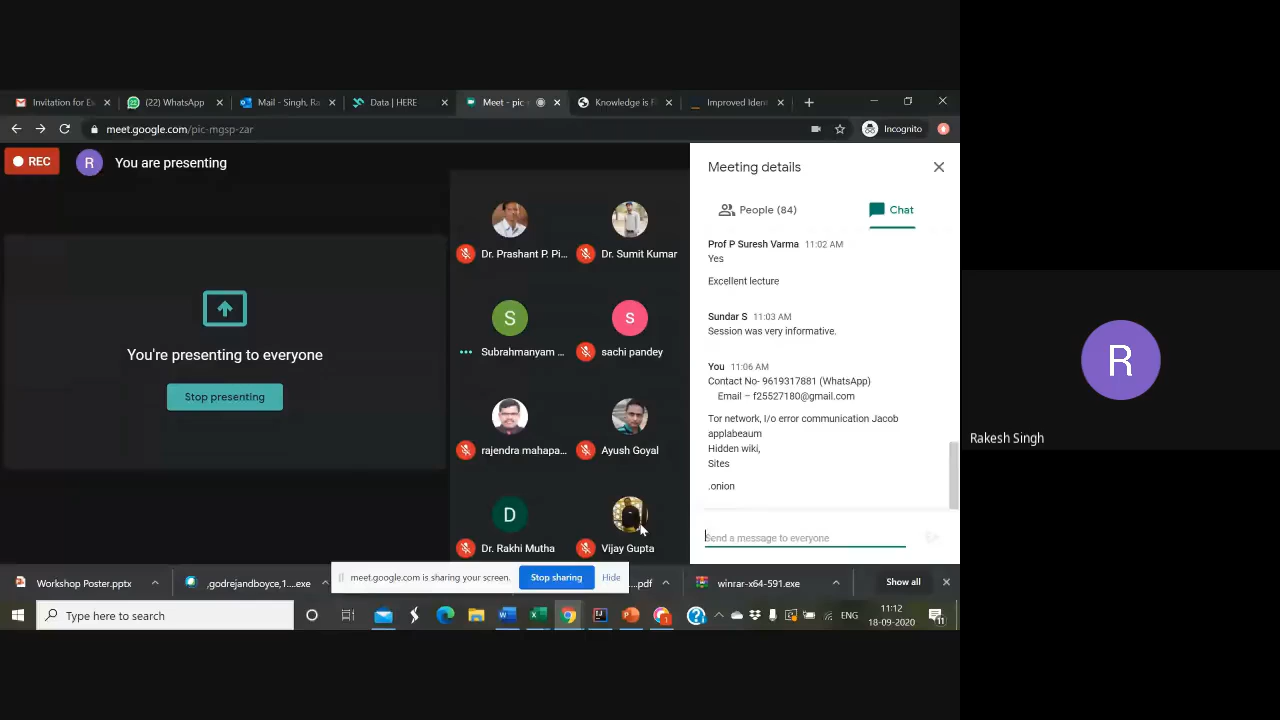 Invitation for Ex
(22) WhatsApp
Mail - Singh, Ra
Data | HERE
Meet - pic-
Knowledge is F
Improved Iden
meet.google.com/pic-mgsp-zar
Incognito
REC
R
You are presenting
Meeting details
People (84)
Chat
Prof P Suresh Varma 11:02 AM
Yes
Excellent lecture
Sundar S 11:03 AM
Session was very informative.
You 11:06 AM
Contact No- 9619317881 (WhatsApp)
Email – f25527180@gmail.com
Tor network, I/o error communication Jacob
applabeaum
Hidden wiki,
Sites
.onion
Send a message to everyone
You're presenting to everyone
Stop presenting
Dr. Prashant P. Pi...
Dr. Sumit Kumar
S
Subrahmanyam ...
s
sachi pandey
rajendra mahapa...
Ayush Goyal
D
Dr. Rakhi Mutha
Vijay Gupta
R
Rakesh Singh
Workshop Poster.pptx
,godrejandboyce,1....exe
meet.google.com is sharing your screen.
Stop sharing
Hide
...pdf
winrar-x64-591.exe
Show all
Type here to search
ENG
11:12
18-09-2020
11